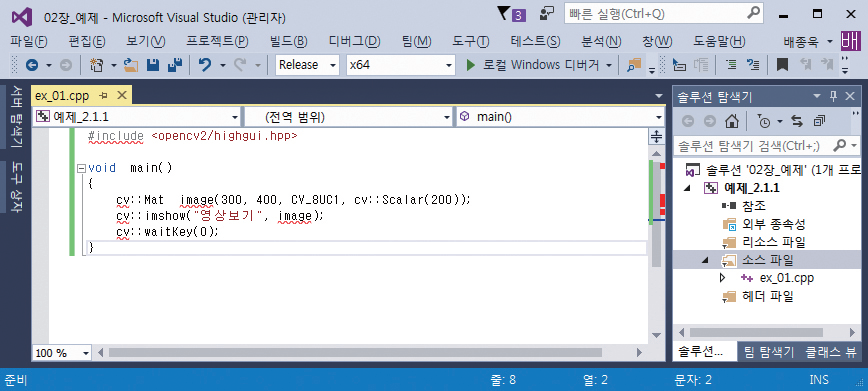 02장_예제 - Microsoft Visual Studio (관리자)
3
빠른 실행(Ctrl+Q)
파일(F) 편집(E) 보기(V) 프로젝트(P) 빌드(B) 디버그(D) 팀(M) 도구(T) 테스트(S) 분석(N) 창(W) 도움말(H) 배종욱 배
Release x64 로컬 Windows 디버거
서버 탐색기
도구 상자
ex_01.cpp
예제_2.1.1 (전역 범위) main()
#include <opencv2/highgui.hpp>
void main()
{
cv::Mat image(300, 400, CV_8UC1, cv::Scalar(200));
cv::imshow("영상보기", image);
cv::waitKey(0);
}
100 %
솔루션 탐색기
솔루션 탐색기 검색(Ctrl+;)
솔루션 '02장_예제' (1개 프로
예제_2.1.1
참조
외부 종속성
리소스 파일
소스 파일
ex_01.cpp
헤더 파일
솔루션... 팀 탐색기 클래스 뷰
준비 줄: 8 열: 2 문자: 2 INS